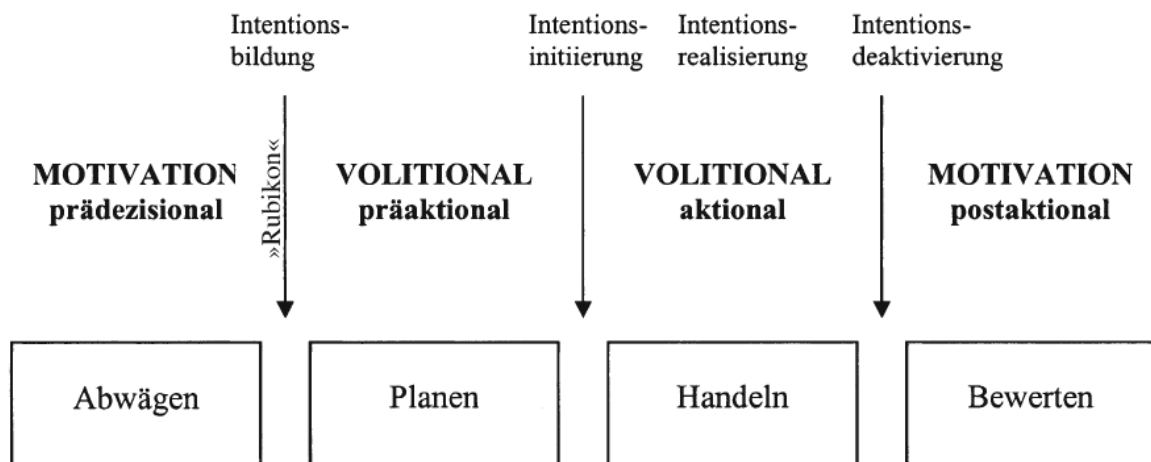 Intentions-
bildung
Intentions-
initiierung
Intentions-
realisierung
Intentions-
deaktivierung
MOTIVATION
prädezisional
»Rubikon«
VOLITIONAL
präaktional
VOLITIONAL
aktional
MOTIVATION
postaktional
Abwägen
Planen
Handeln
Bewerten